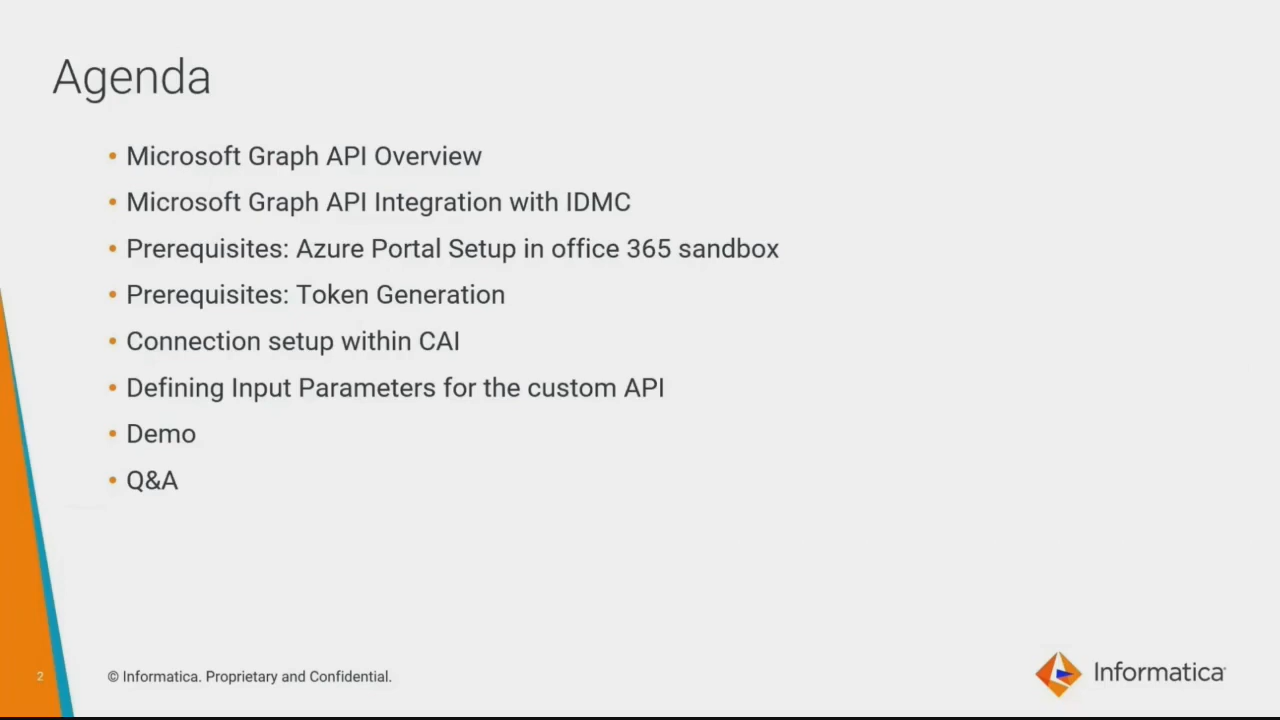 Agenda
• Microsoft Graph API Overview
• Microsoft Graph API Integration with IDMC
• Prerequisites: Azure Portal Setup in office 365 sandbox
• Prerequisites: Token Generation
• Connection setup within CAI
• Defining Input Parameters for the custom API
• Demo
• Q&A
2
© Informatica. Proprietary and Confidential.
Informatica